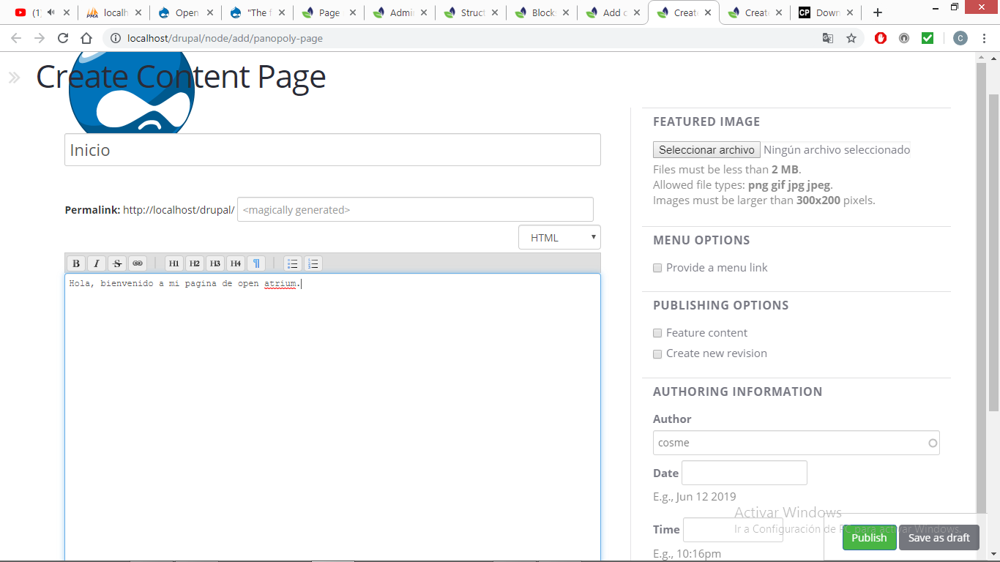 (1)
localh
Open
"The f
Page
Admin
Struct
Blocks
Add c
Create
Create
CP Down
localhost/drupal/node/add/panopoly-page
C
Create Content Page
Inicio
Permalink: http://localhost/drupal/ <magically generated>
HTML
B I S H1 H2 H3 H4 ¶
Hola, bienvenido a mi pagina de open atrium.
FEATURED IMAGE
Seleccionar archivo Ningún archivo seleccionado
Files must be less than 2 MB.
Allowed file types: png gif jpg jpeg.
Images must be larger than 300x200 pixels.
MENU OPTIONS
Provide a menu link
PUBLISHING OPTIONS
Feature content
Create new revision
AUTHORING INFORMATION
Author
cosme
Date
E.g., Jun 12 2019
Activar Windows
Ir a Configuración de PC para activar Windows.
Time
Publish Save as draft
E.g., 10:16pm